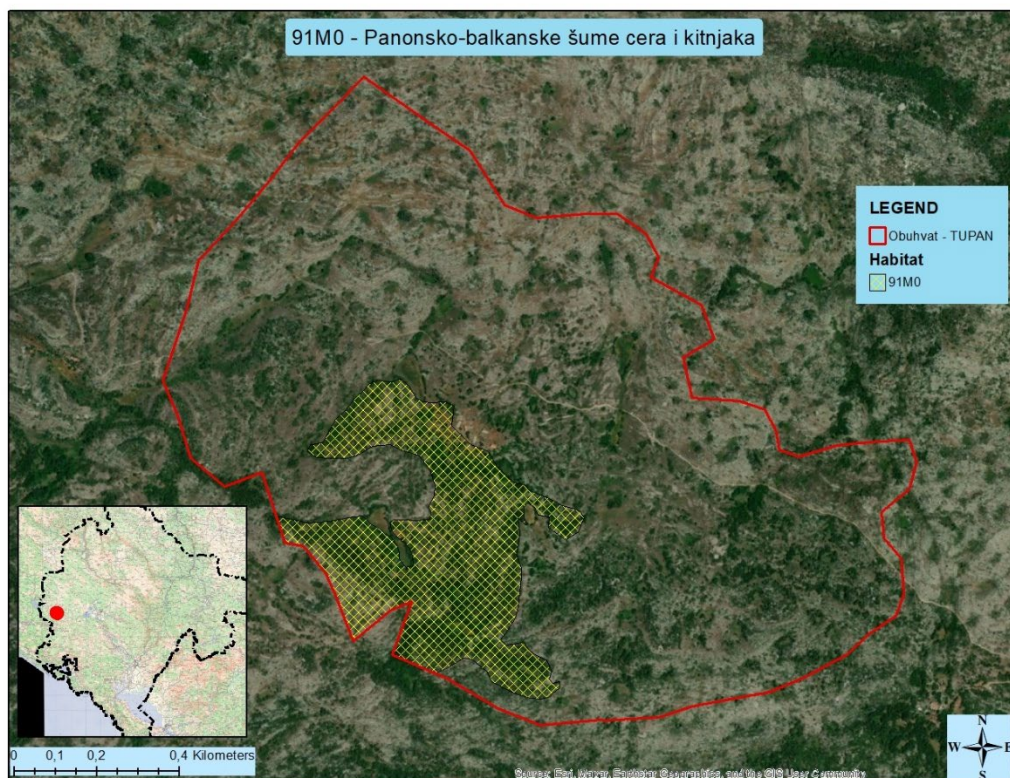 91M0 - Panonsko-balkanske šume cera i kitnjaka
LEGEND
Obuhvat - TUPAN
Habitat
91M0
0 0,1 0,2 0,4 Kilometers
N
W E
S
Source: Esri, Maxar, Earthstar Geographics, and the GIS User Community